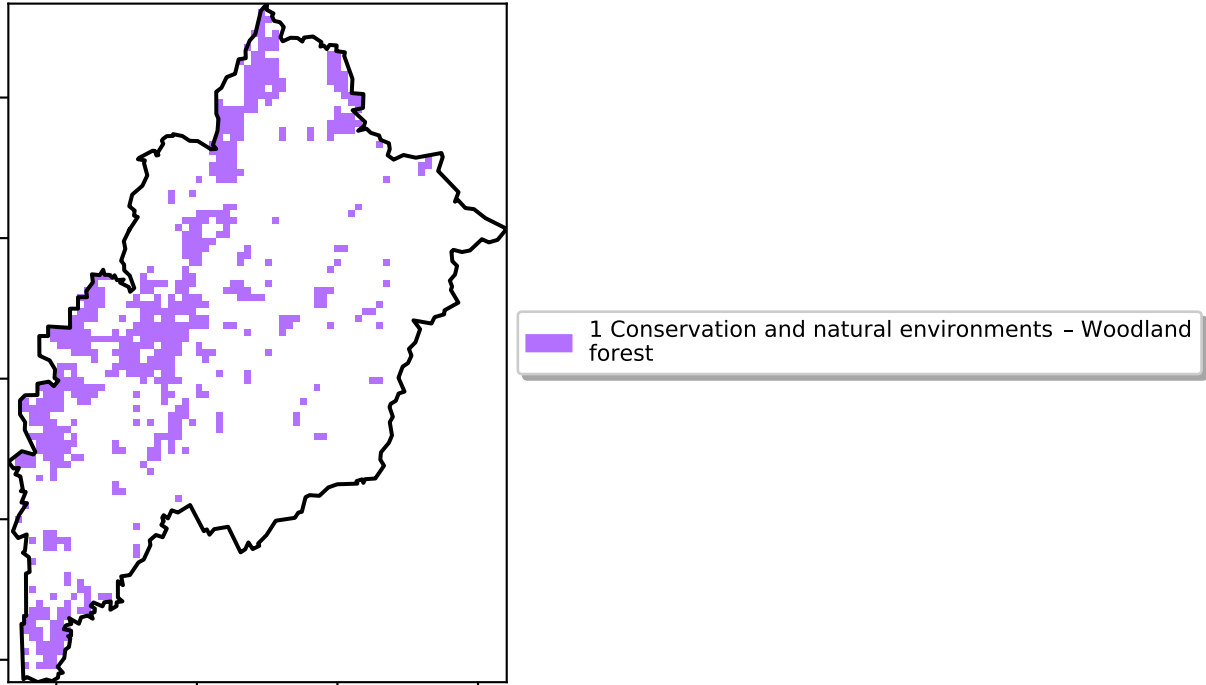 1 Conservation and natural environments – Woodland
forest